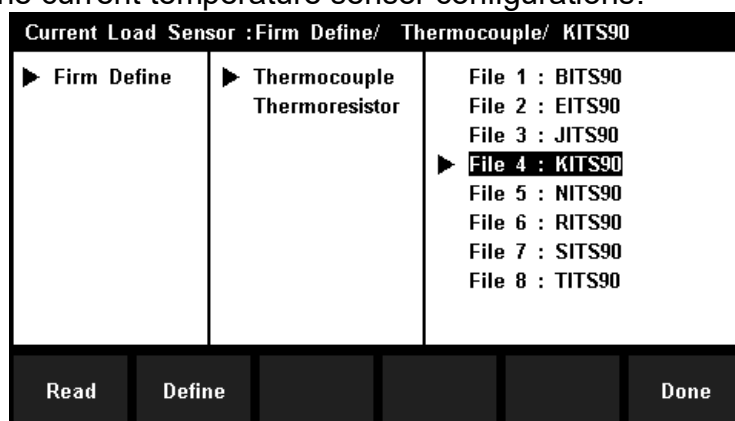 he current temperature sensor configurations.
Current Load Sensor :Firm Define/ Thermocouple/ KITS90
Firm Define
Thermocouple
Thermoresistor
File 1 : BITS90
File 2 : EITS90
File 3 : JITS90
File 4 : KITS90
File 5 : NITS90
File 6 : RITS90
File 7 : SITS90
File 8 : TITS90
Read Define Done